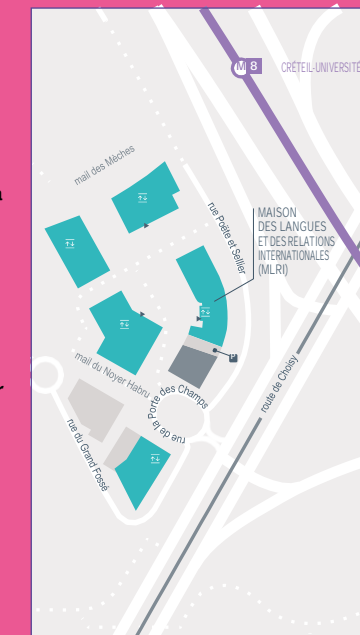 M 8
CRÉTEIL-UNIVERSITÉ
mail des Mèches
rue Poëte et Sellier
MAISON
DES LANGUES
ET DES RELATIONS
INTERNATIONALES
(MLRI)
P
mail du Noyer Habru
rue de la Porte des Champs
route de Choisy
rue du Grand Fossé